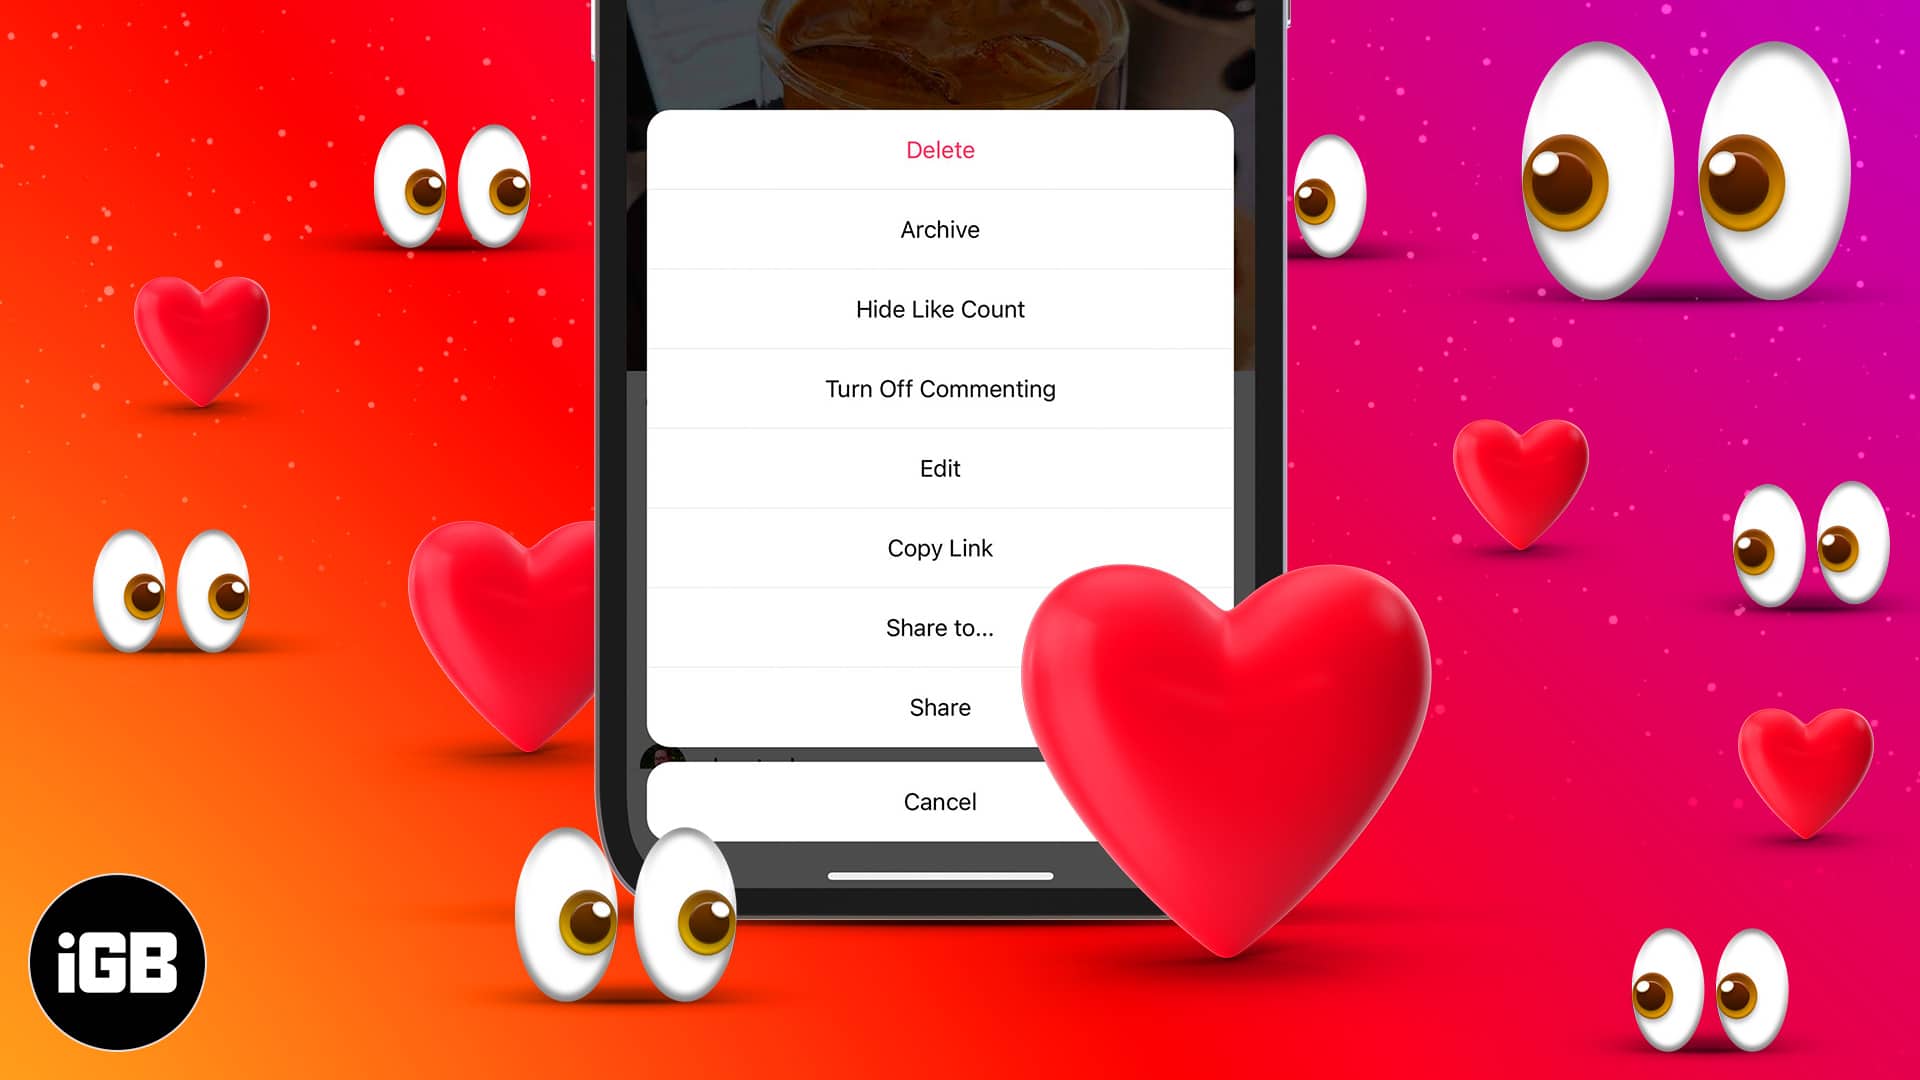 Delete
Archive
Hide Like Count
Turn Off Commenting
Edit
Copy Link
Share to...
Share
Cancel
iGB